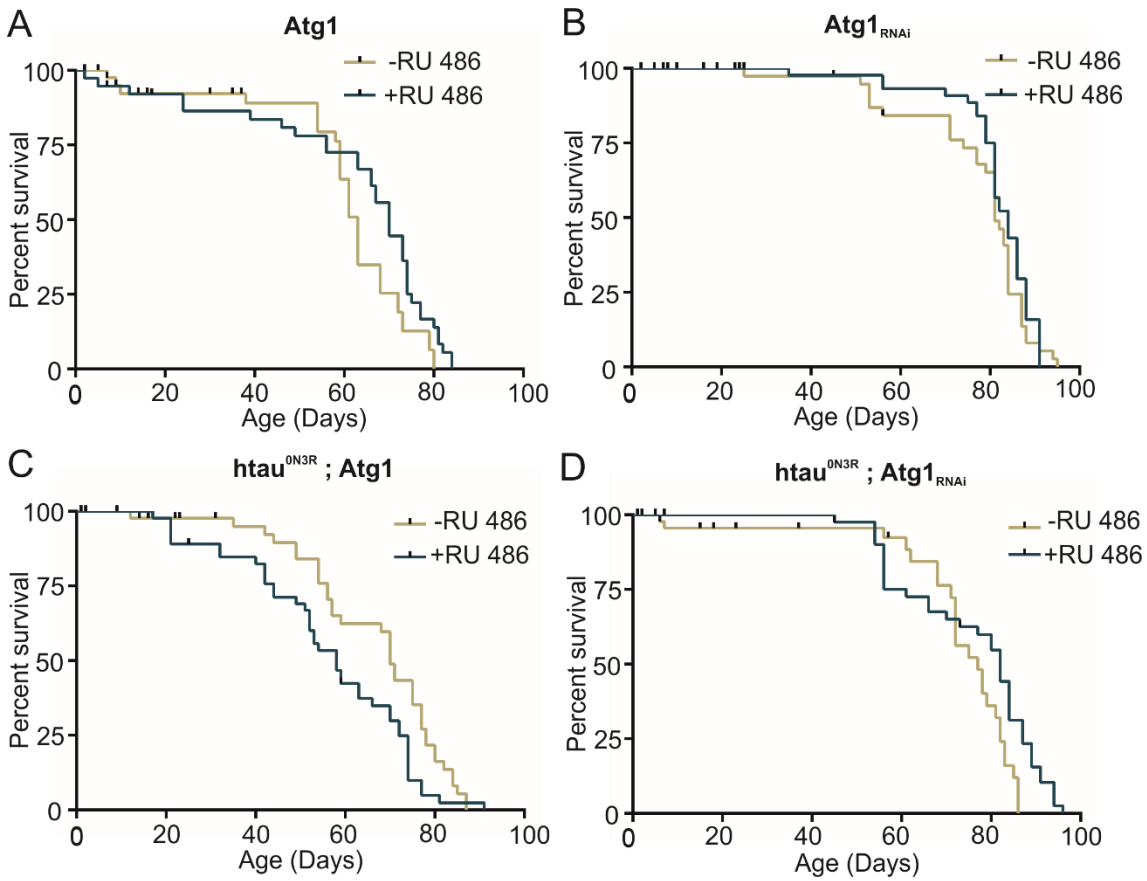 A
Atg1
-RU 486
+RU 486
Percent survival
100
75
50
25
0
0 20 40 60 80 100
Age (Days)
B
Atg1RNAi
-RU 486
+RU 486
Percent survival
100
75
50
25
0
0 20 40 60 80 100
Age (Days)
C
htau0N3R ; Atg1
-RU 486
+RU 486
Percent survival
100
75
50
25
0
0 20 40 60 80 100
Age (Days)
D
htau0N3R ; Atg1RNAi
-RU 486
+RU 486
Percent survival
100
75
50
25
0
0 20 40 60 80 100
Age (Days)